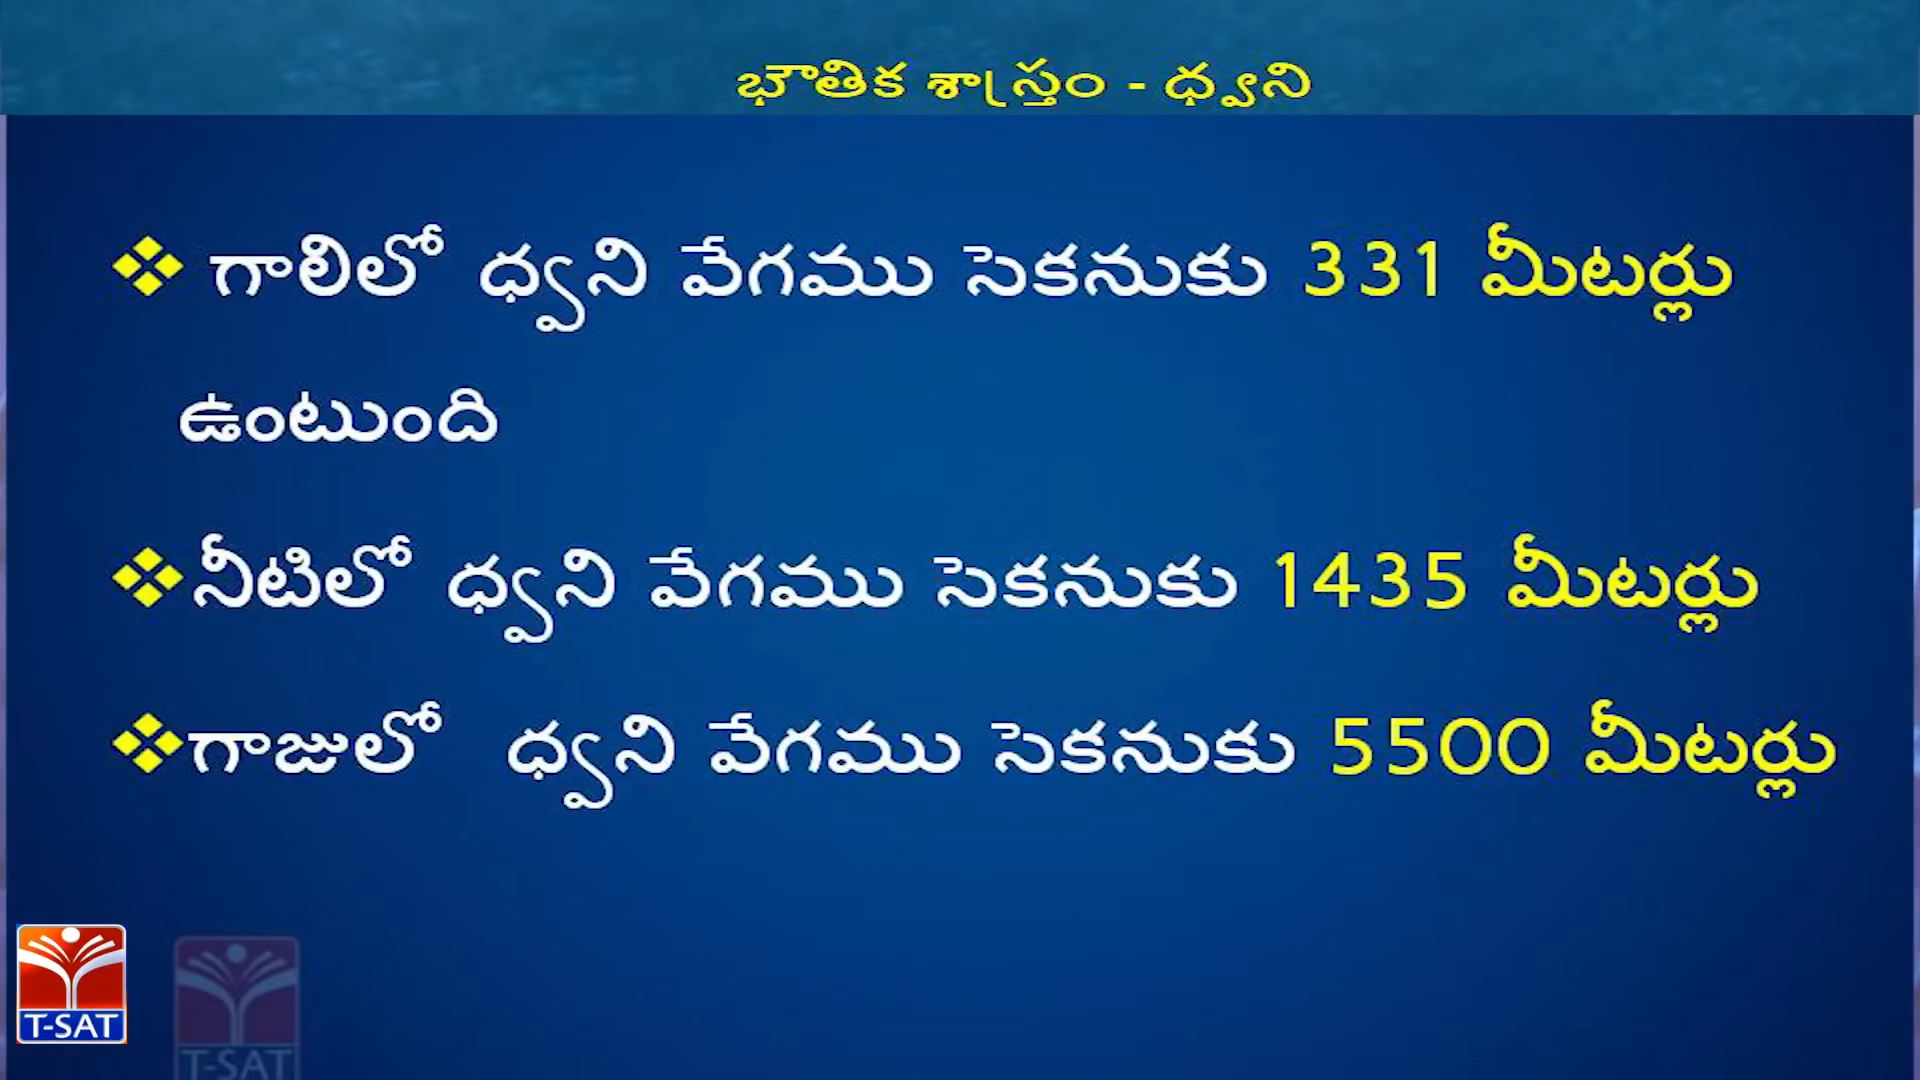 భౌతిక శాస్త్రం - ధ్వని
❖ గాలిలో ధ్వని వేగము సెకనుకు 331 మీటర్లు
ఉంటుంది
❖నీటిలో ధ్వని వేగము సెకనుకు 1435 మీటర్లు
❖గాజులో ధ్వని వేగము సెకనుకు 5500 మీటర్లు
T-SAT
T-SAT